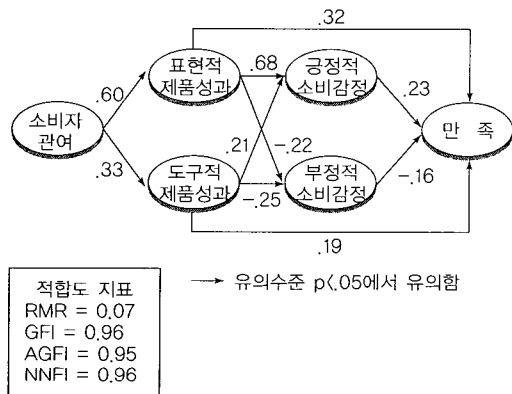 .32
표현적
제품성과
.68
긍정적
소비감정
.60
.23
소비자
관여
만 족
.33
.21
-.22
도구적
제품성과
-.25
부정적
소비감정
-.16
.19
적합도 지표
RMR = 0.07
GFI = 0.96
AGFI = 0.95
NNFI = 0.96
유의수준 p<.05에서 유의함